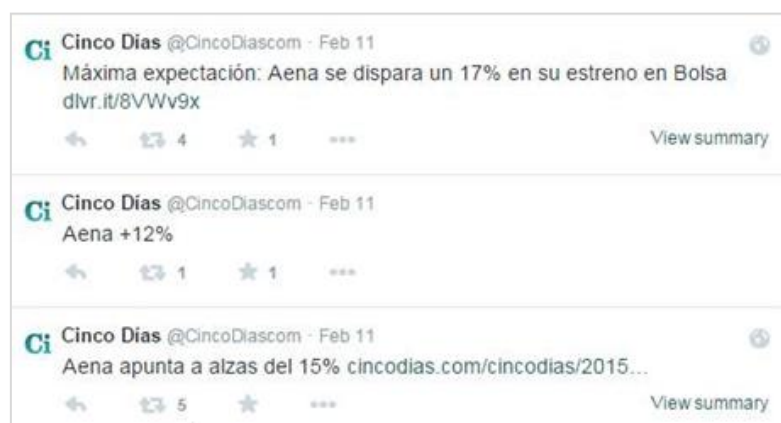 Ci Cinco Días @CincoDiascom · Feb 11
Máxima expectación: Aena se dispara un 17% en su estreno en Bolsa
dlvr.it/8VWv9x
4 1 View summary
Ci Cinco Días @CincoDiascom · Feb 11
Aena +12%
1 1
Ci Cinco Días @CincoDiascom · Feb 11
Aena apunta a alzas del 15% cincodias.com/cincodias/2015...
5 View summary